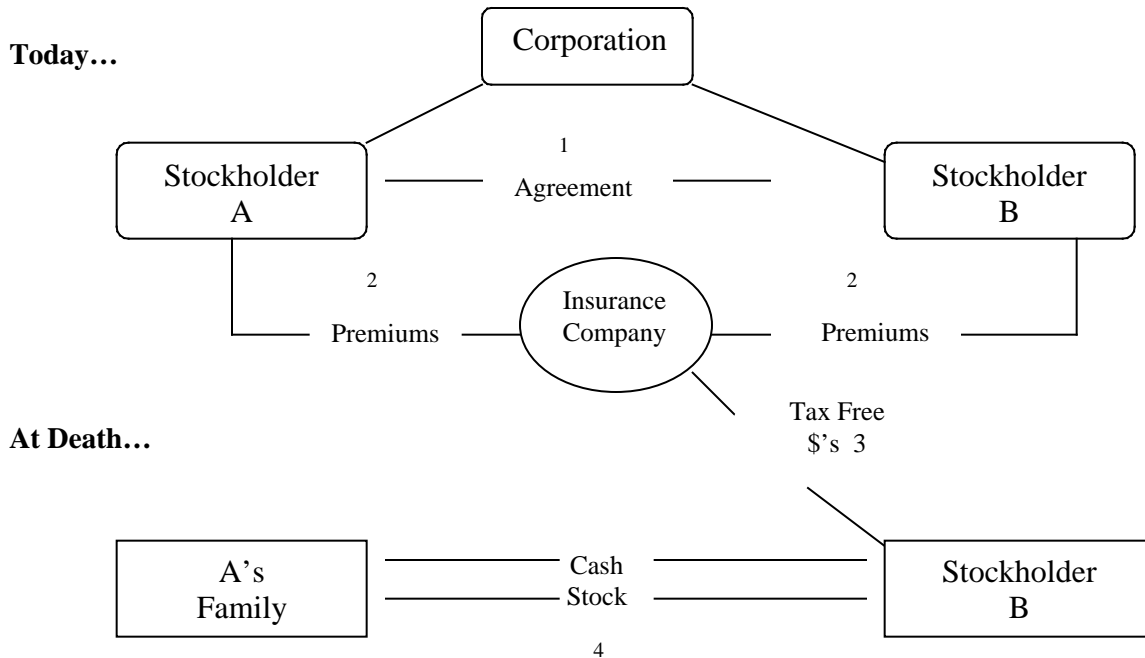 Corporation
Today…
1
Stockholder
A
Agreement
Stockholder
B
2
2
Insurance
Company
Premiums
Premiums
Tax Free
$’s 3
At Death…
A’s
Family
Cash
Stock
Stockholder
B
4